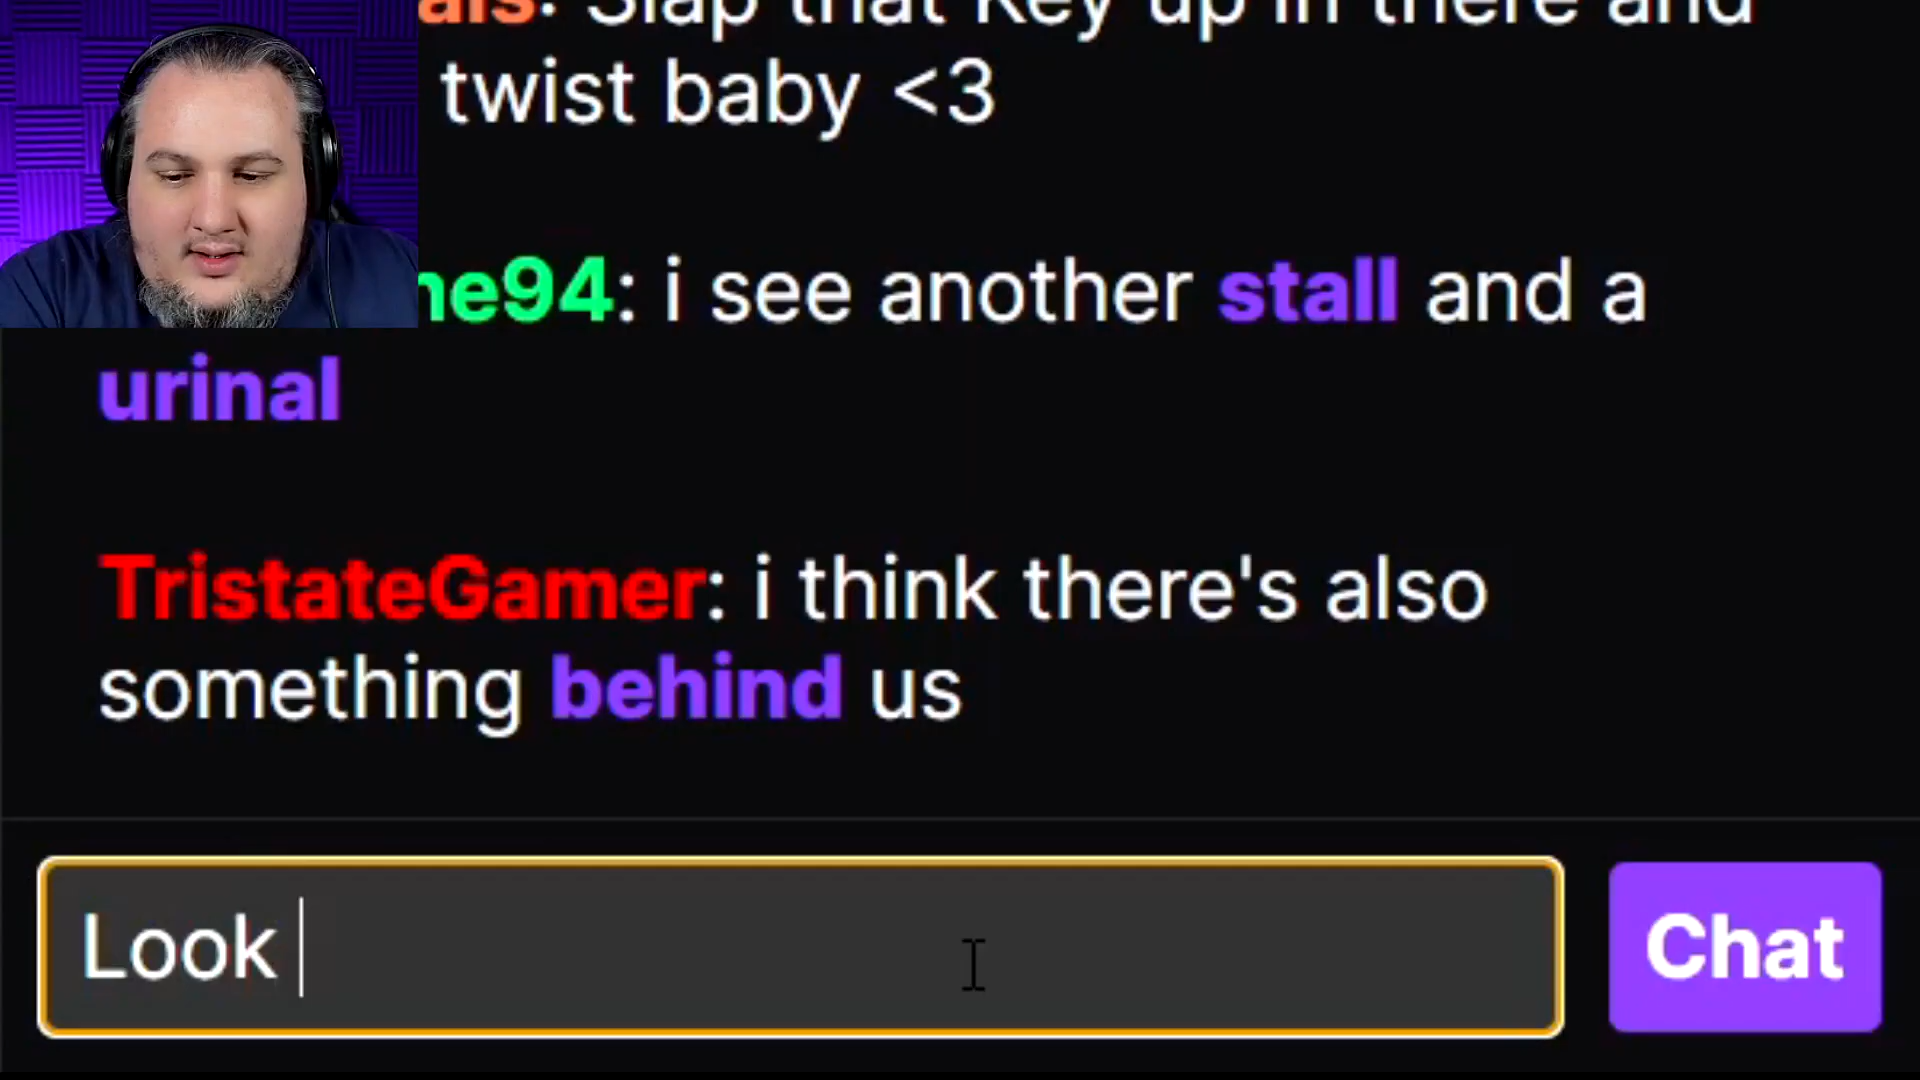 als: Slap that Key up in there and
twist baby <3
ne94: i see another stall and a
urinal
TristateGamer: i think there's also
something behind us
Look
Chat